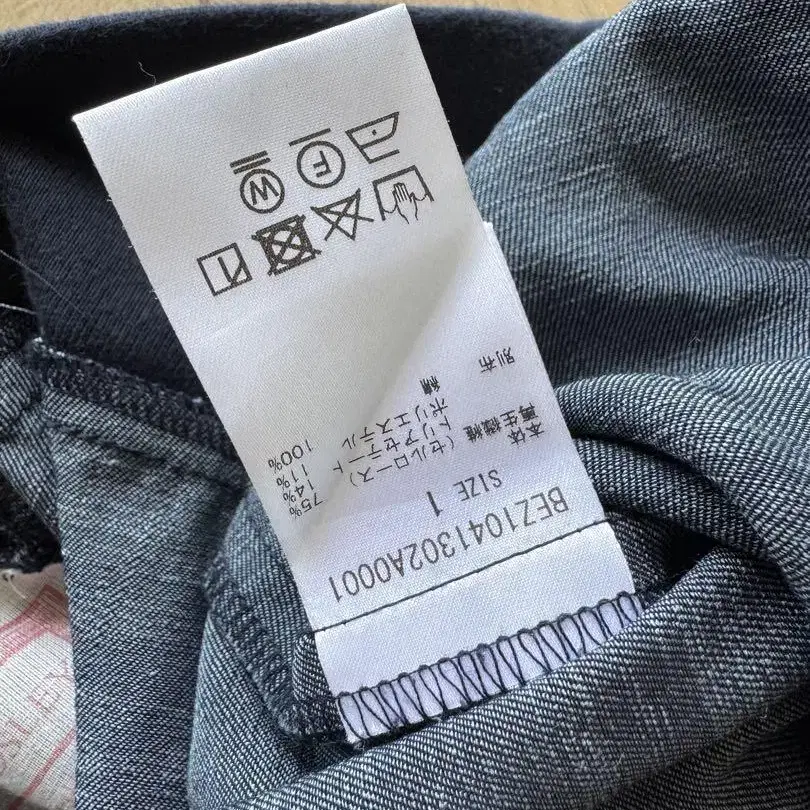 BEZ1041302A0001
SIZE 1
本体 再生繊維(セルロース) 75%
トリアセテート 14%
ポリエステル 11%
別布 綿 100%
F W
SLEY